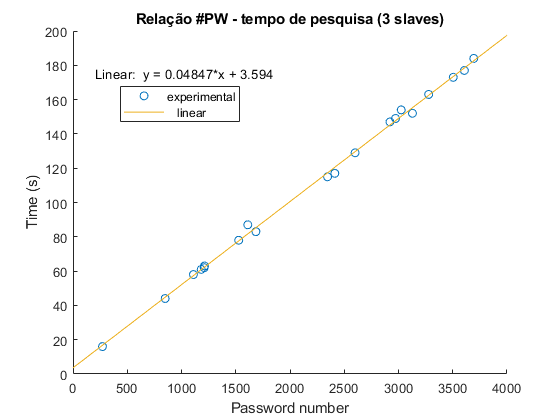 Relação #PW - tempo de pesquisa (3 slaves)
200
180
160
140
120
100
80
60
40
20
0
Time (s)
Linear: y = 0.04847*x + 3.594
experimental
linear
0 500 1000 1500 2000 2500 3000 3500 4000
Password number